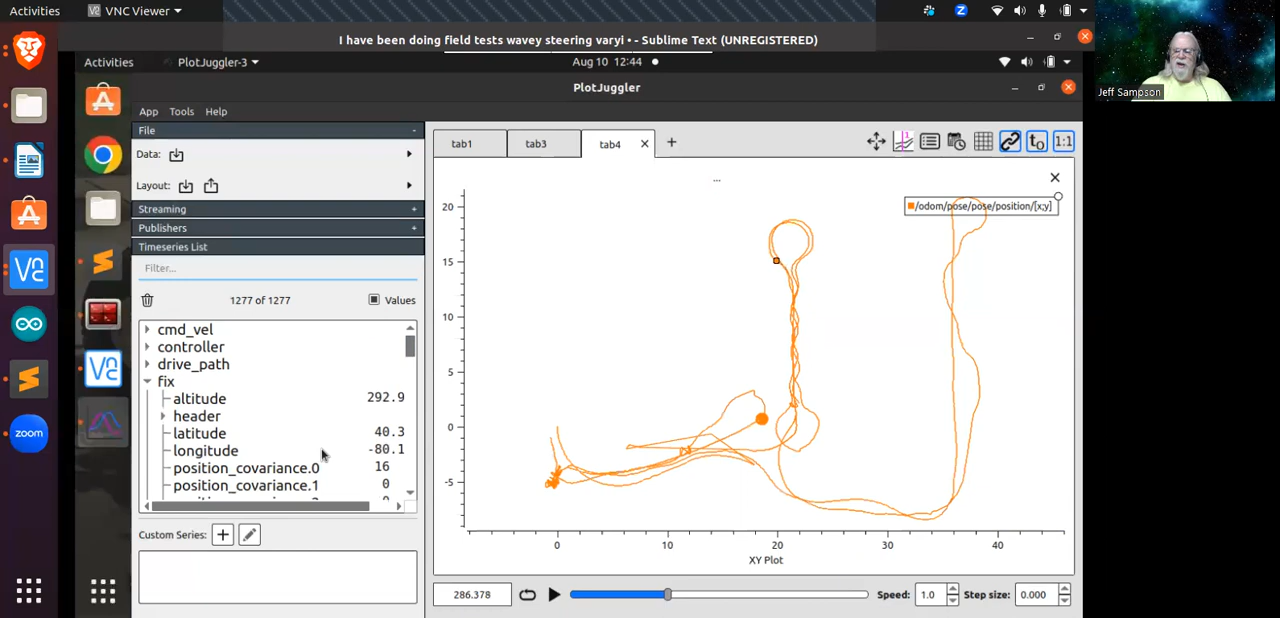 Activities
VNC Viewer
I have been doing field tests wavey steering varyi • - Sublime Text (UNREGISTERED)
Jeff Sampson
Activities
PlotJuggler-3
Aug 10 12:44
PlotJuggler
App Tools Help
File
Data:
Layout:
Streaming
Publishers
Timeseries List
Filter...
1277 of 1277
Values
cmd_vel
controller
drive_path
fix
altitude 292.9
header
latitude 40.3
longitude -80.1
position_covariance.0 16
position_covariance.1 0
Custom Series:
tab1 tab3 tab4
1:1
...
/odom/pose/pose/position/[x;y]
20
15
10
5
0
-5
0 10 20 30 40
XY Plot
286.378
Speed: 1.0
Step size: 0.000
zoom